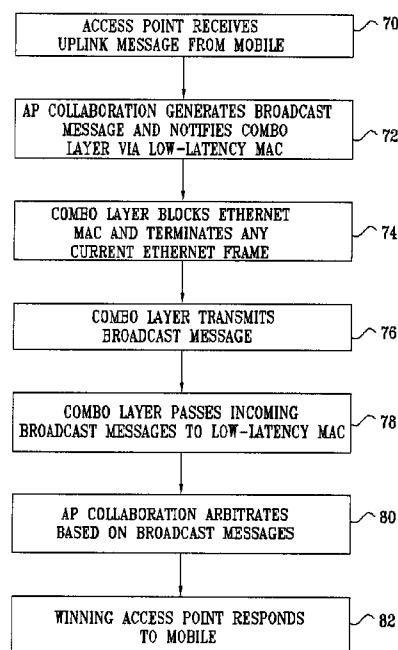 ACCESS POINT RECEIVES
UPLINK MESSAGE FROM MOBILE
70
AP COLLABORATION GENERATES BROADCAST
MESSAGE AND NOTIFIES COMBO
LAYER VIA LOW-LATENCY MAC
72
COMBO LAYER BLOCKS ETHERNET
MAC AND TERMINATES ANY
CURRENT ETHERNET FRAME
74
COMBO LAYER TRANSMITS
BROADCAST MESSAGE
76
COMBO LAYER PASSES INCOMING
BROADCAST MESSAGES TO LOW-LATENCY MAC
78
AP COLLABORATION ARBITRATES
BASED ON BROADCAST MESSAGES
80
WINNING ACCESS POINT RESPONDS
TO MOBILE
82